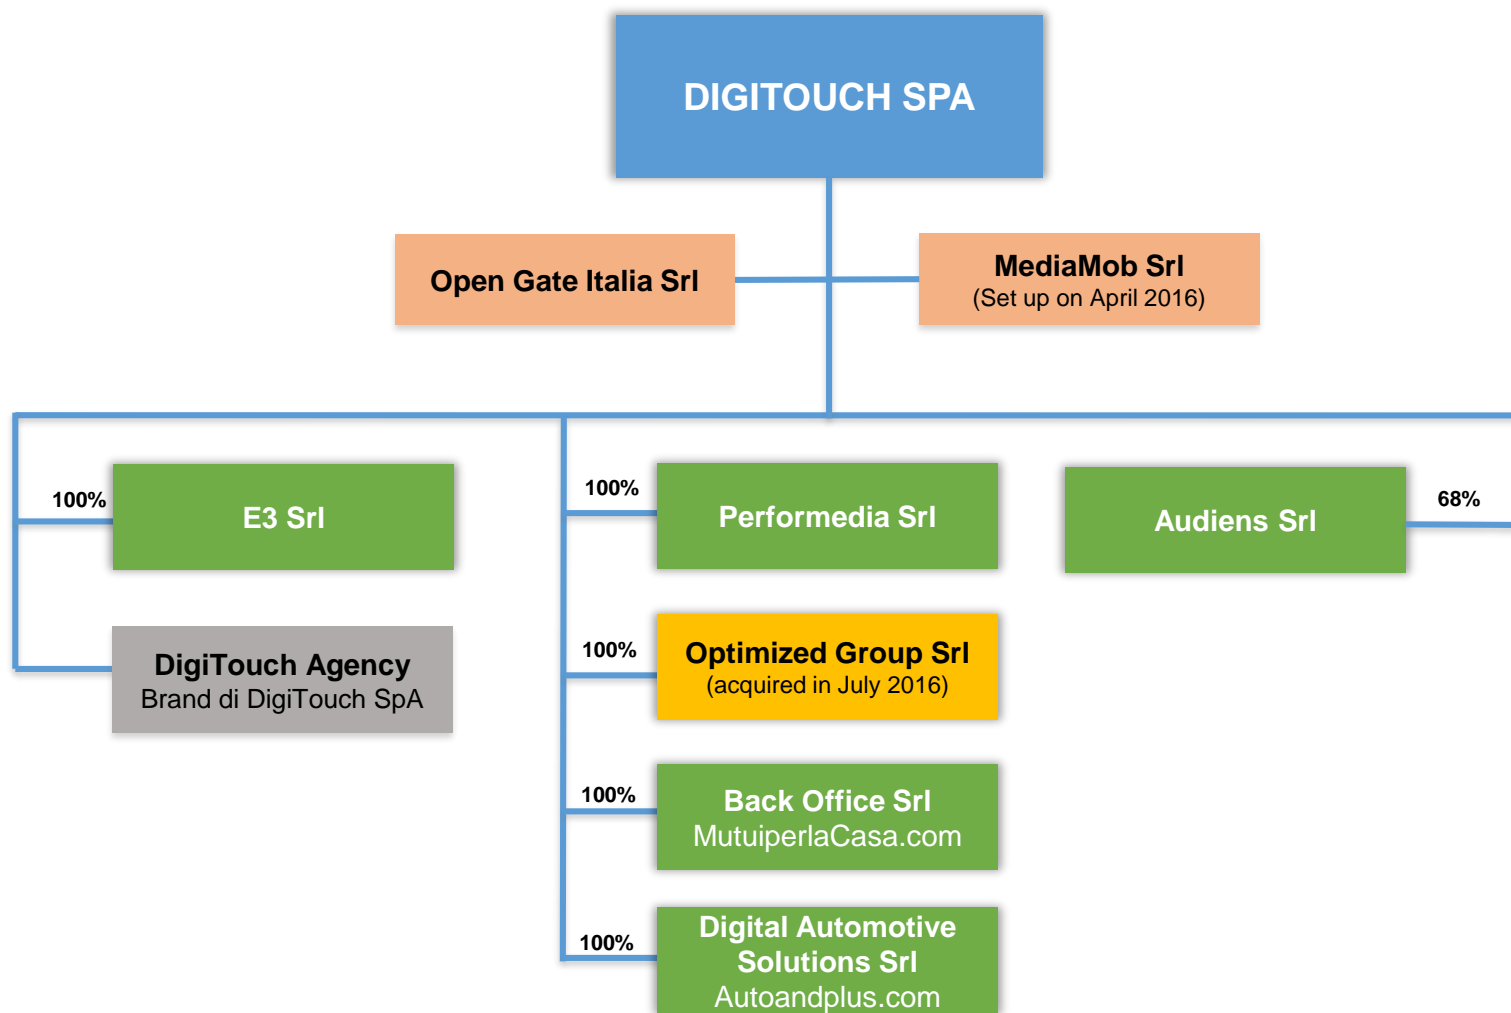 DIGITOUCH SPA
Open Gate Italia Srl
MediaMob Srl
(Set up on April 2016)
100%
E3 Srl
100%
Performedia Srl
Audiens Srl
68%
DigiTouch Agency
Brand di DigiTouch SpA
100%
Optimized Group Srl
(acquired in July 2016)
100%
Back Office Srl
MutuiperlaCasa.com
100%
Digital Automotive
Solutions Srl
Autoandplus.com